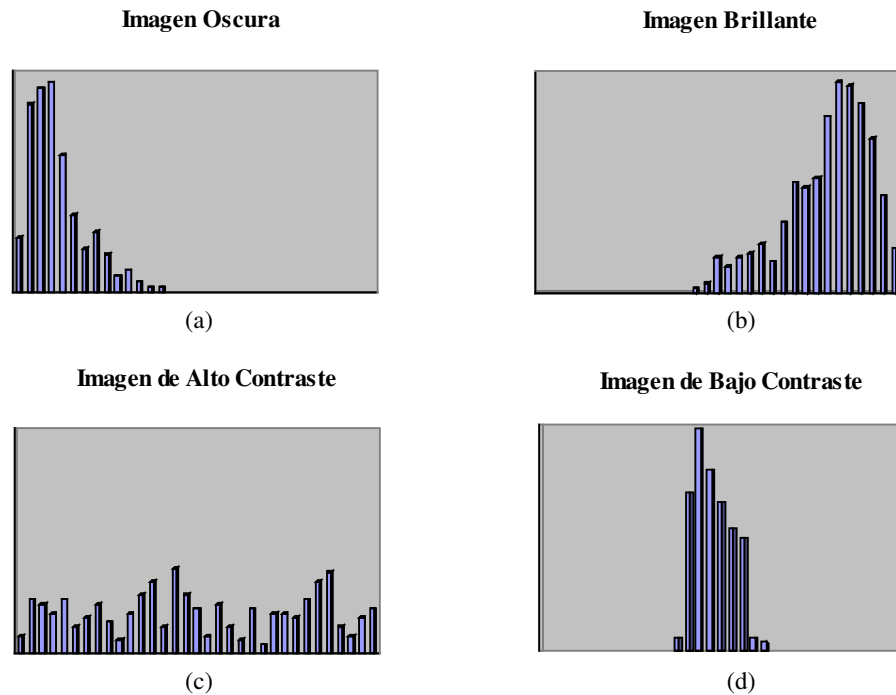 Imagen Oscura
Imagen Brillante
(a)
(b)
Imagen de Alto Contraste
Imagen de Bajo Contraste
(c)
(d)